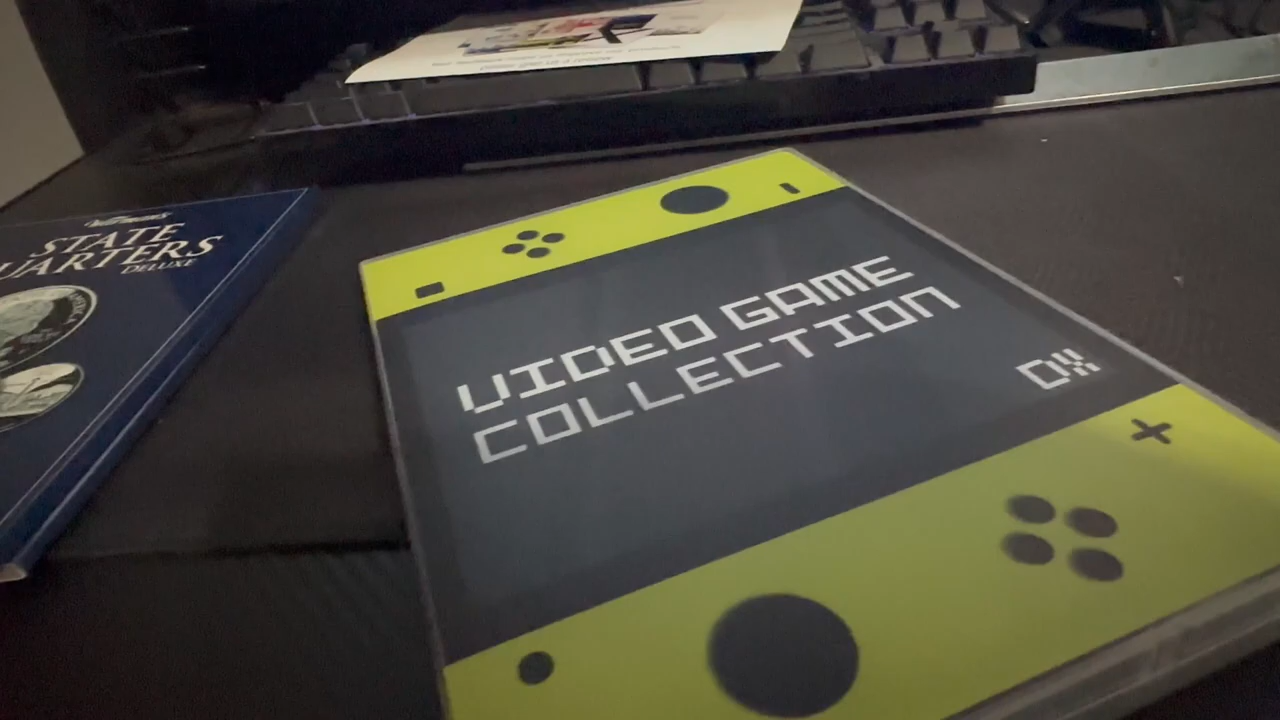 STATE
QUARTERS
DELUXE
VIDEO GAME
COLLECTION
DX